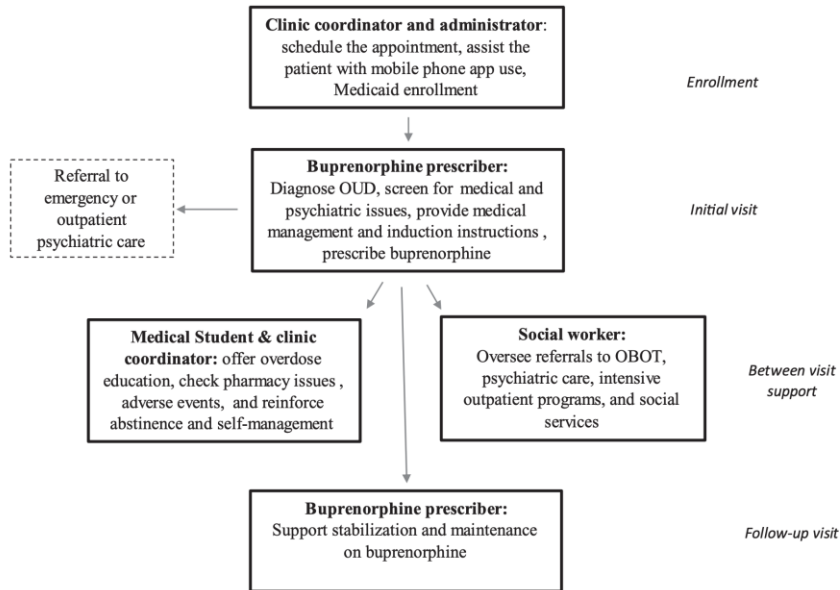 Clinic coordinator and administrator:
schedule the appointment, assist the
patient with mobile phone app use,
Medicaid enrollment
Enrollment
Referral to
emergency or
outpatient
psychiatric care
Buprenorphine prescriber:
Diagnose OUD, screen for medical and
psychiatric issues, provide medical
management and induction instructions ,
prescribe buprenorphine
Initial visit
Medical Student & clinic
coordinator: offer overdose
education, check pharmacy issues ,
adverse events, and reinforce
abstinence and self-management
Social worker:
Oversee referrals to OBOT,
psychiatric care, intensive
outpatient programs, and social
services
Between visit
support
Buprenorphine prescriber:
Support stabilization and maintenance
on buprenorphine
Follow-up visit